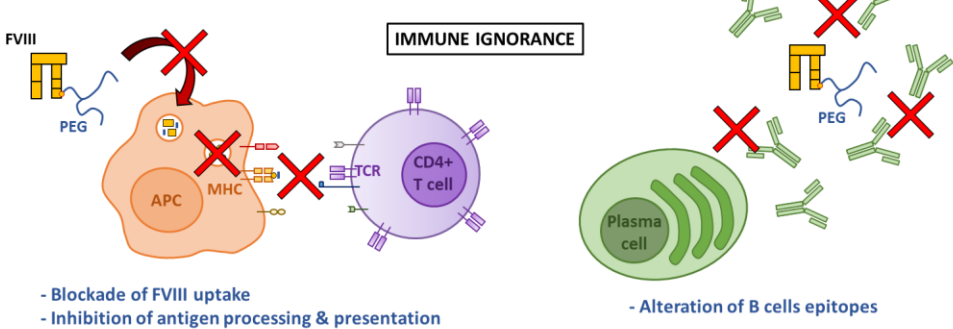 IMMUNE IGNORANCE
FVIII
PEG
APC
MHC
TCR
CD4+
T cell
- Blockade of FVIII uptake
- Inhibition of antigen processing & presentation
PEG
Plasma
cell
- Alteration of B cells epitopes